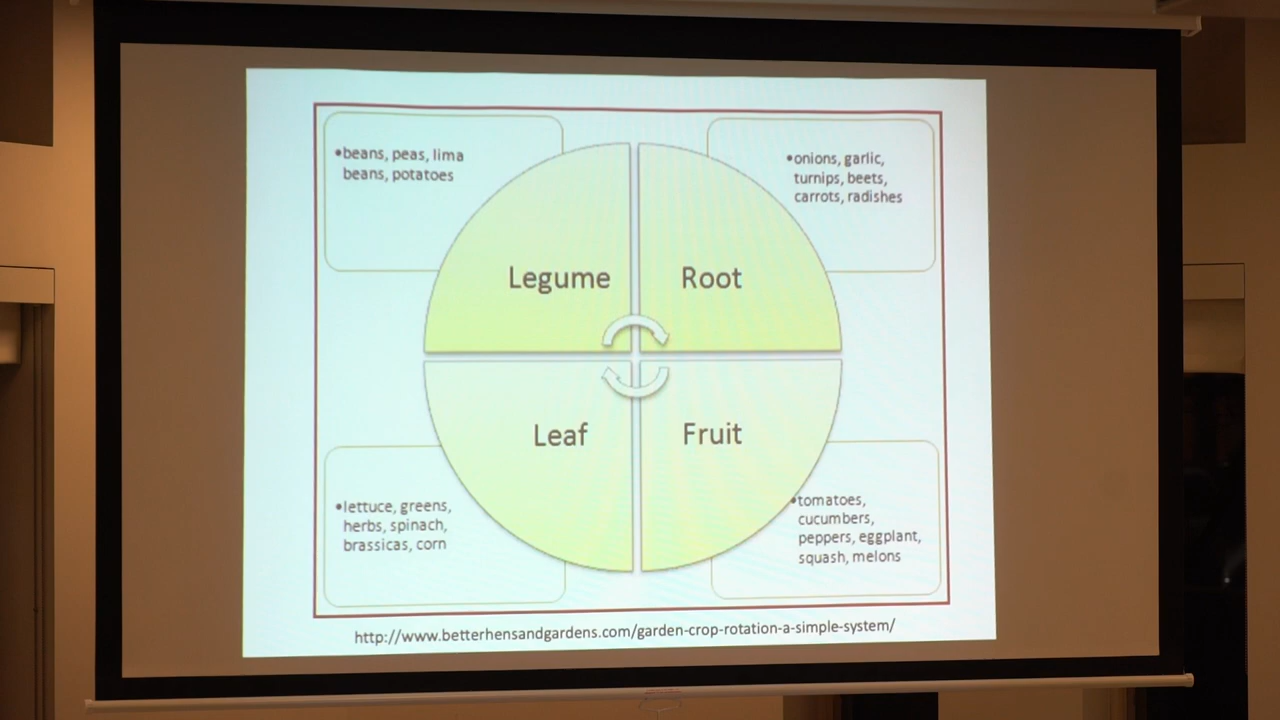 •beans, peas, lima
beans, potatoes
•onions, garlic,
turnips, beets,
carrots, radishes
Legume
Root
Leaf
Fruit
•lettuce, greens,
herbs, spinach,
brassicas, corn
•tomatoes,
cucumbers,
peppers, eggplant,
squash, melons
http://www.betterhensandgardens.com/garden-crop-rotation-a-simple-system/